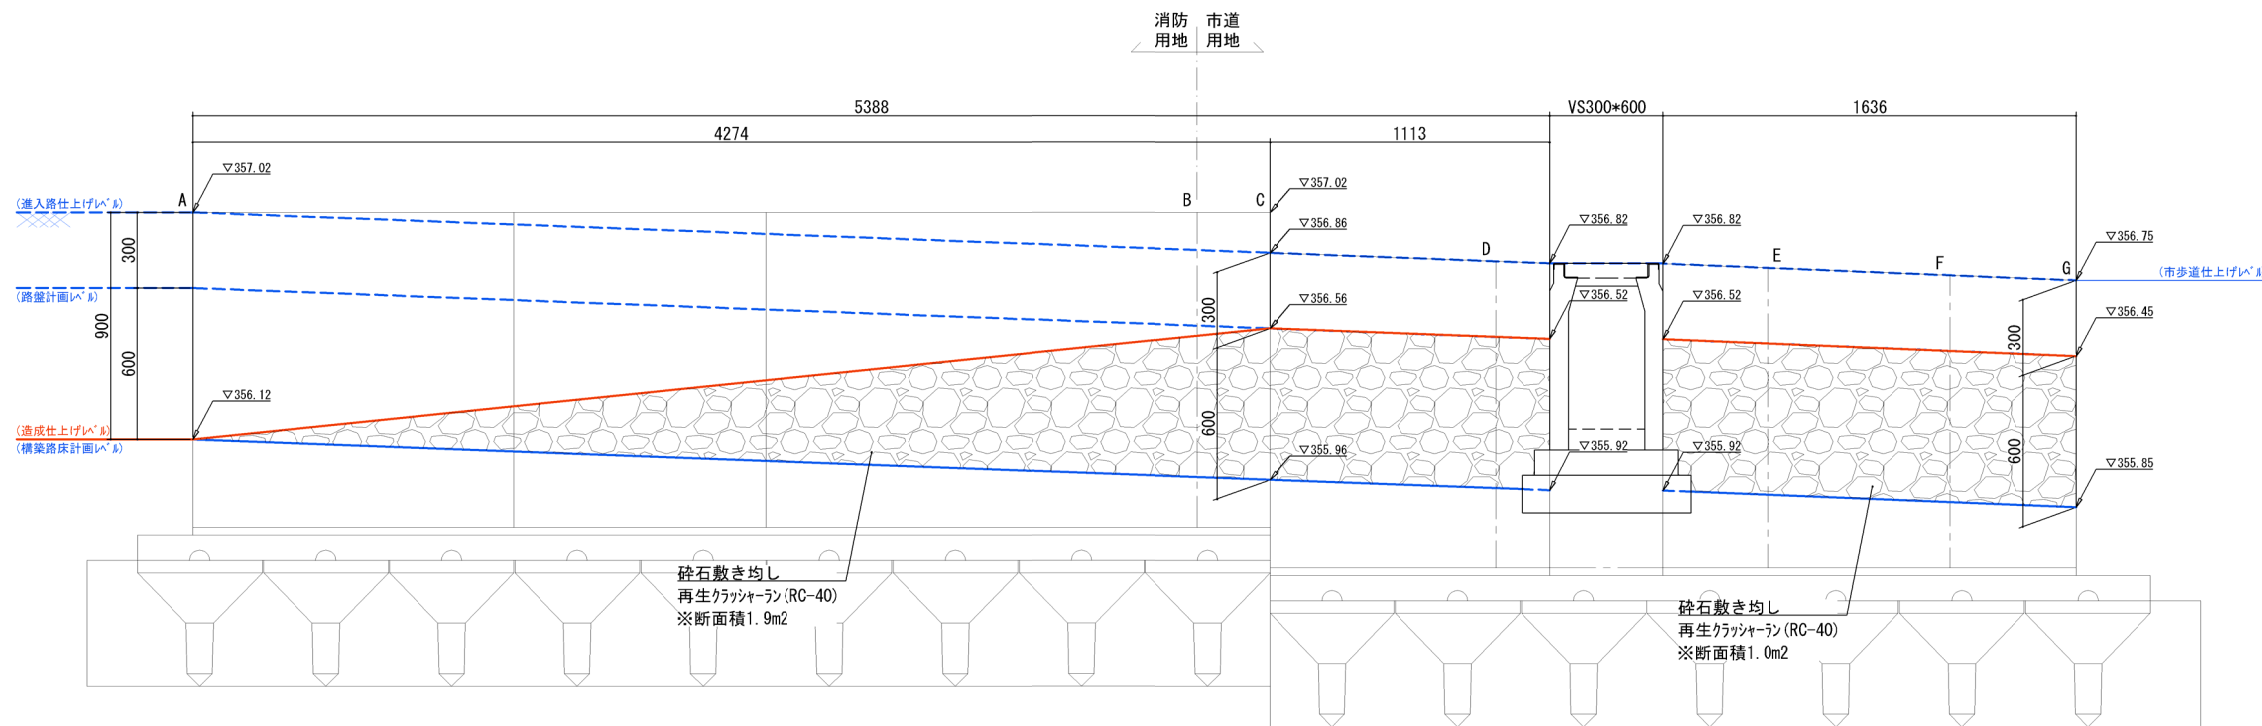 消防 市道
用地 用地
5388
VS300*600
1636
4274
1113
▽357.02
A
(進入路仕上げﾚﾍﾞﾙ)
300
(路盤計画ﾚﾍﾞﾙ)
900
600
▽356.12
(造成仕上げﾚﾍﾞﾙ)
(構築路床計画ﾚﾍﾞﾙ)
B
C
▽357.02
▽356.86
300
▽356.56
600
▽355.96
D
▽356.82
▽356.82
▽356.52
▽356.52
▽355.92
▽355.92
E
F
G
▽356.75
(市歩道仕上げﾚﾍﾞﾙ
300
▽356.45
600
▽355.85
砕石敷き均し
再生ｸﾗｯｼｬｰﾗﾝ(RC-40)
※断面積1.9m2
砕石敷き均し
再生ｸﾗｯｼｬｰﾗﾝ(RC-40)
※断面積1.0m2